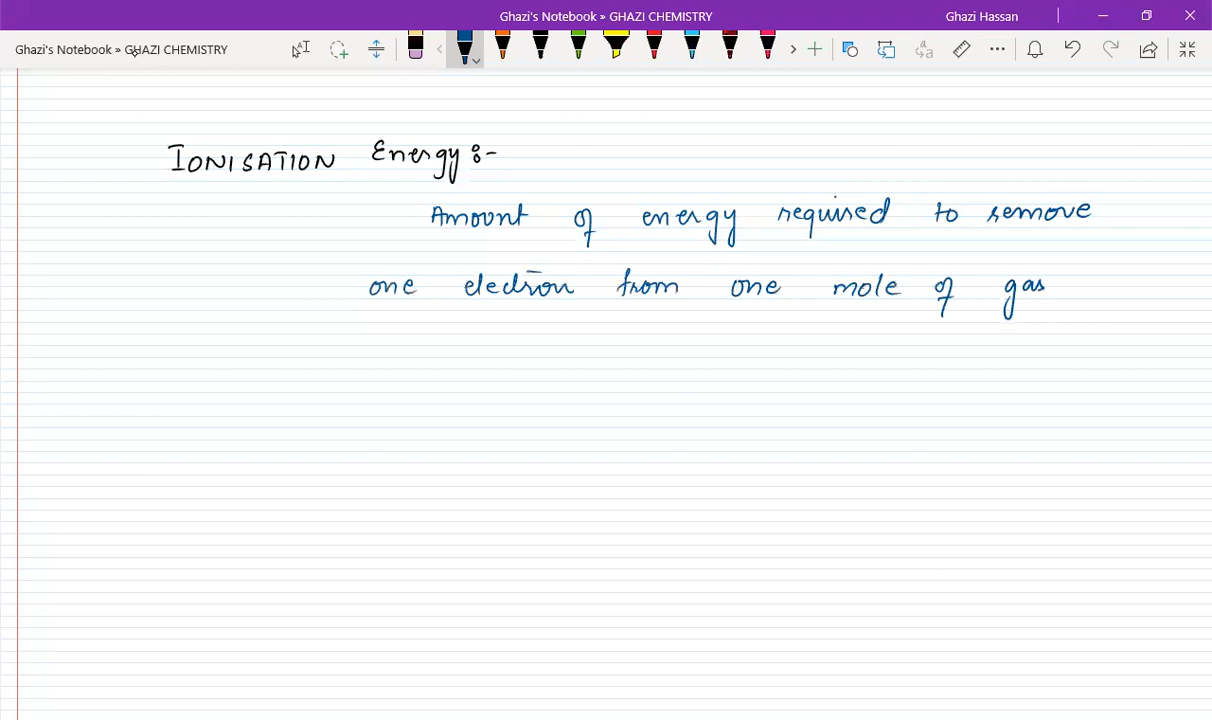 Ghazi's Notebook » GHAZI CHEMISTRY
Ghazi Hassan
Ghazi's Notebook » GHAZI CHEMISTRY
IONISATION Energy :-
Amount of energy required to remove
one electron from one mole of gas